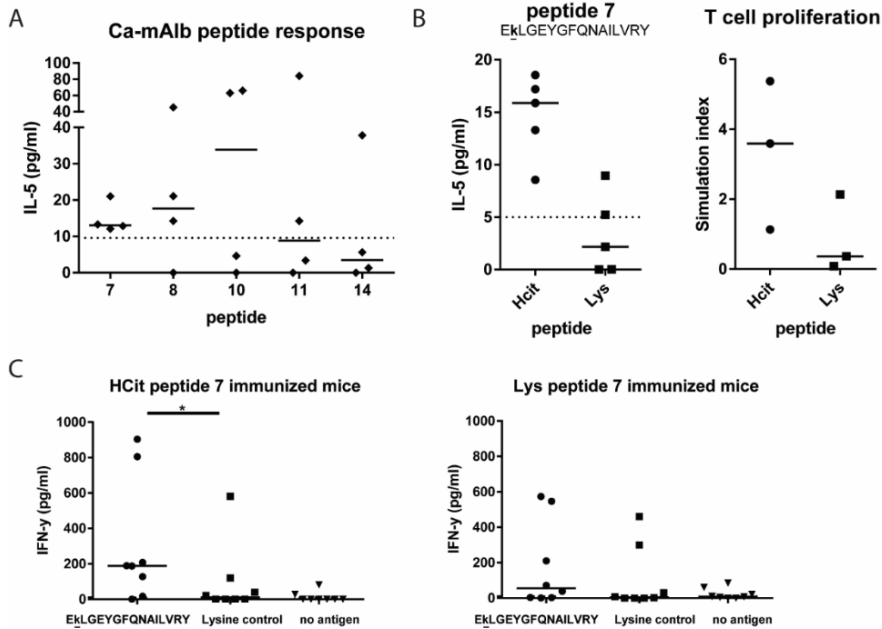 A
Ca-mAlb peptide response
100
80
60
40
40
30
20
10
0
IL-5 (pg/ml)
7 8 10 11 14
peptide
B
peptide 7
EkLGEYGFQNAILVRY
20
15
10
5
0
IL-5 (pg/ml)
Hcit Lys
peptide
T cell proliferation
6
4
2
0
Simulation index
Hcit Lys
peptide
C
HCit peptide 7 immunized mice
*
1000
800
600
400
200
0
IFN-y (pg/ml)
EkLGEYGFQNAILVRY Lysine control no antigen
Lys peptide 7 immunized mice
1000
800
600
400
200
0
IFN-y (pg/ml)
EkLGEYGFQNAILVRY Lysine control no antigen